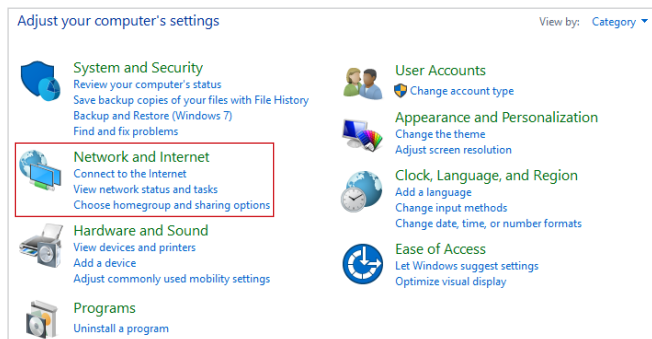 Adjust your computer's settings
View by: Category
System and Security
Review your computer's status
Save backup copies of your files with File History
Backup and Restore (Windows 7)
Find and fix problems
Network and Internet
Connect to the Internet
View network status and tasks
Choose homegroup and sharing options
Hardware and Sound
View devices and printers
Add a device
Adjust commonly used mobility settings
Programs
Uninstall a program
User Accounts
Change account type
Appearance and Personalization
Change the theme
Adjust screen resolution
Clock, Language, and Region
Add a language
Change input methods
Change date, time, or number formats
Ease of Access
Let Windows suggest settings
Optimize visual display